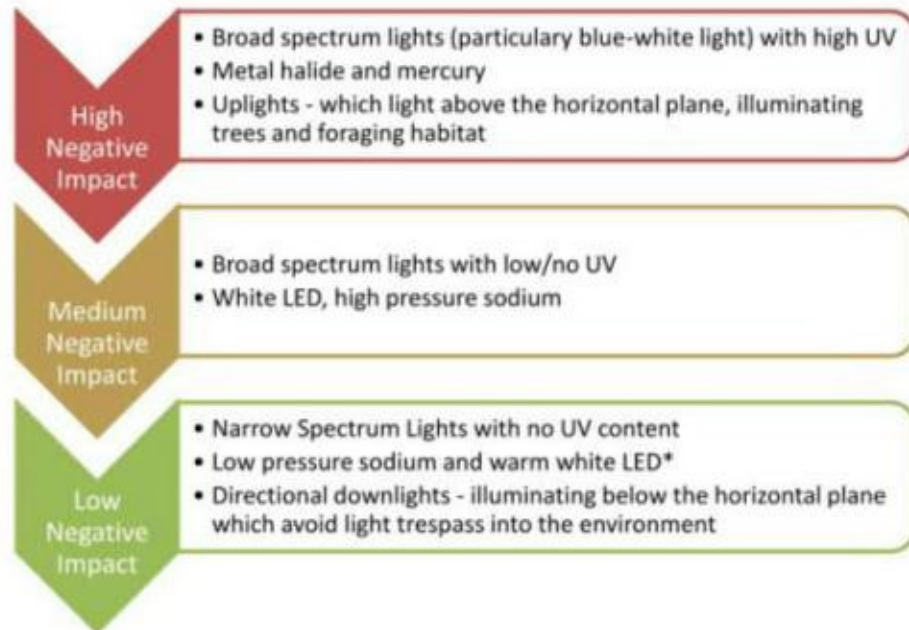 High
Negative
Impact
• Broad spectrum lights (particulary blue-white light) with high UV
• Metal halide and mercury
• Uplights - which light above the horizontal plane, illuminating
trees and foraging habitat
Medium
Negative
Impact
• Broad spectrum lights with low/no UV
• White LED, high pressure sodium
Low
Negative
Impact
• Narrow Spectrum Lights with no UV content
• Low pressure sodium and warm white LED*
• Directional downlights - illuminating below the horizontal plane
which avoid light trespass into the environment